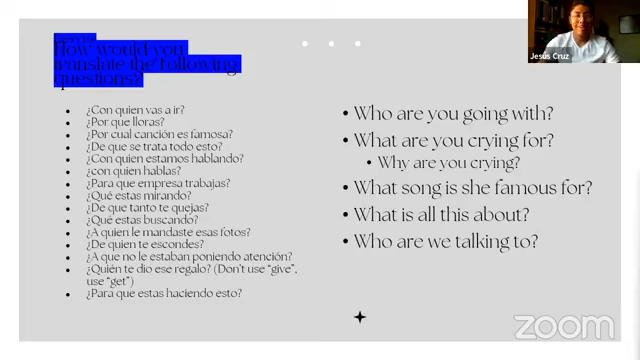 How would you
translate the following
questions?
¿Con quien vas a ir?
¿Por que lloras?
¿Por cual canción es famosa?
¿De que se trata todo esto?
¿Con quien estamos hablando?
¿con quien hablas?
¿Para que empresa trabajas?
¿Qué estas mirando?
¿De que tanto te quejas?
¿Qué estas buscando?
¿A quien le mandaste esas fotos?
¿De quien te escondes?
¿A que no le estaban poniendo atención?
¿Quién te dio ese regalo? (Don't use "give",
use "get")
¿Para que estas haciendo esto?
Who are you going with?
What are you crying for?
Why are you crying?
What song is she famous for?
What is all this about?
Who are we talking to?
Jesus Cruz
zoom